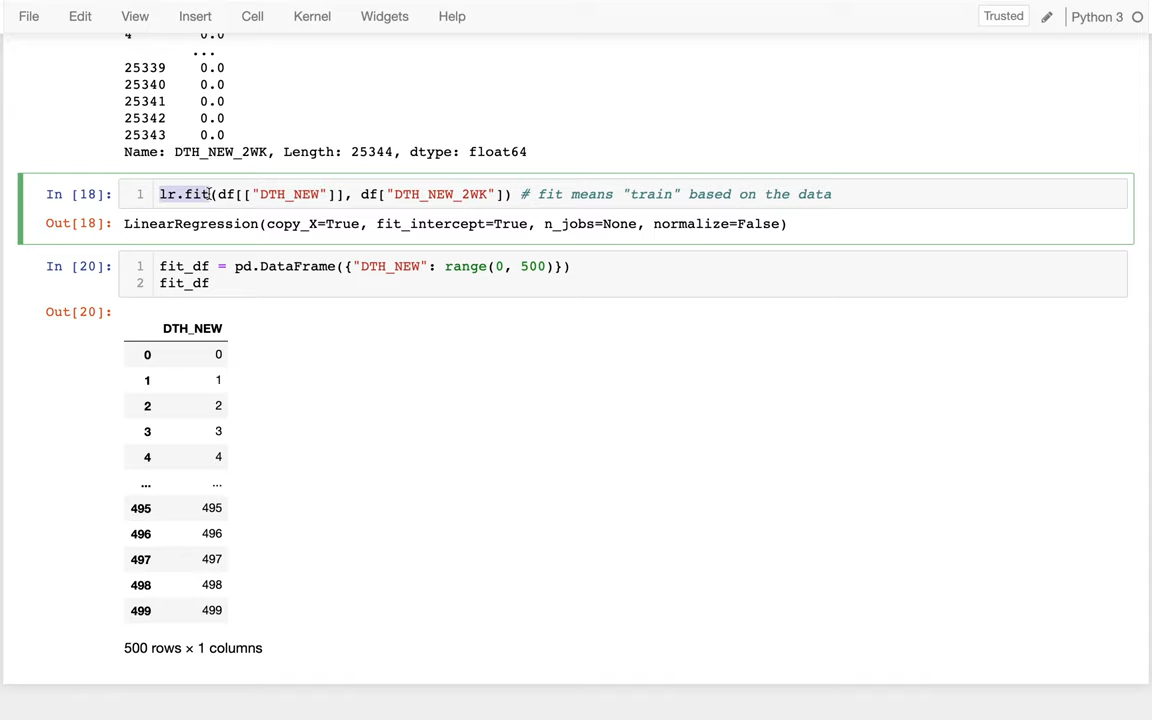 File Edit View Insert Cell Kernel Widgets Help Trusted Python 3
4 0.0
...
25339 0.0
25340 0.0
25341 0.0
25342 0.0
25343 0.0
Name: DTH_NEW_2WK, Length: 25344, dtype: float64
In [18]: 1 lr.fit(df[["DTH_NEW"]], df["DTH_NEW_2WK"]) # fit means "train" based on the data
Out[18]: LinearRegression(copy_X=True, fit_intercept=True, n_jobs=None, normalize=False)
In [20]: 1 fit_df = pd.DataFrame({"DTH_NEW": range(0, 500)})
2 fit_df
Out[20]:
DTH_NEW
0 0
1 1
2 2
3 3
4 4
... ...
495 495
496 496
497 497
498 498
499 499
500 rows × 1 columns